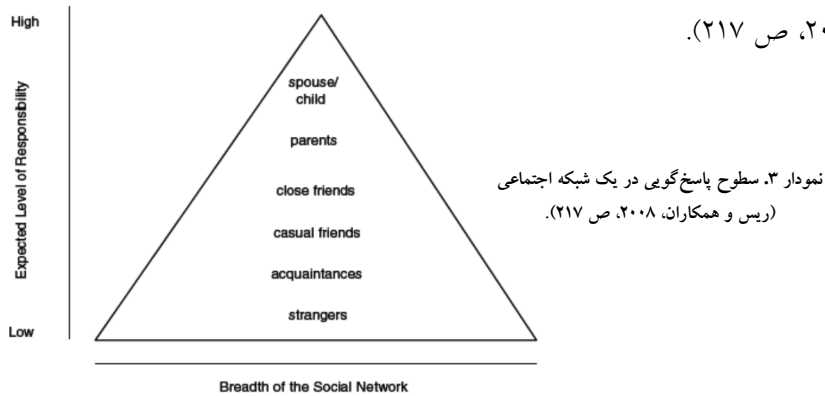 ۲۰، ص ۲۱۷).
High
spouse/
child
parents
close friends
casual friends
acquaintances
strangers
Expected Level of Responsibility
Low
Breadth of the Social Network
نمودار ۳. سطوح پاسخ‌گویی در یک شبکه اجتماعی
(ریس و همکاران، ۲۰۰۸، ص ۲۱۷).